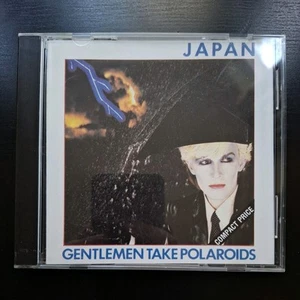 JAPAN
COMPACT PRICE
GENTLEMEN TAKE POLAROIDS